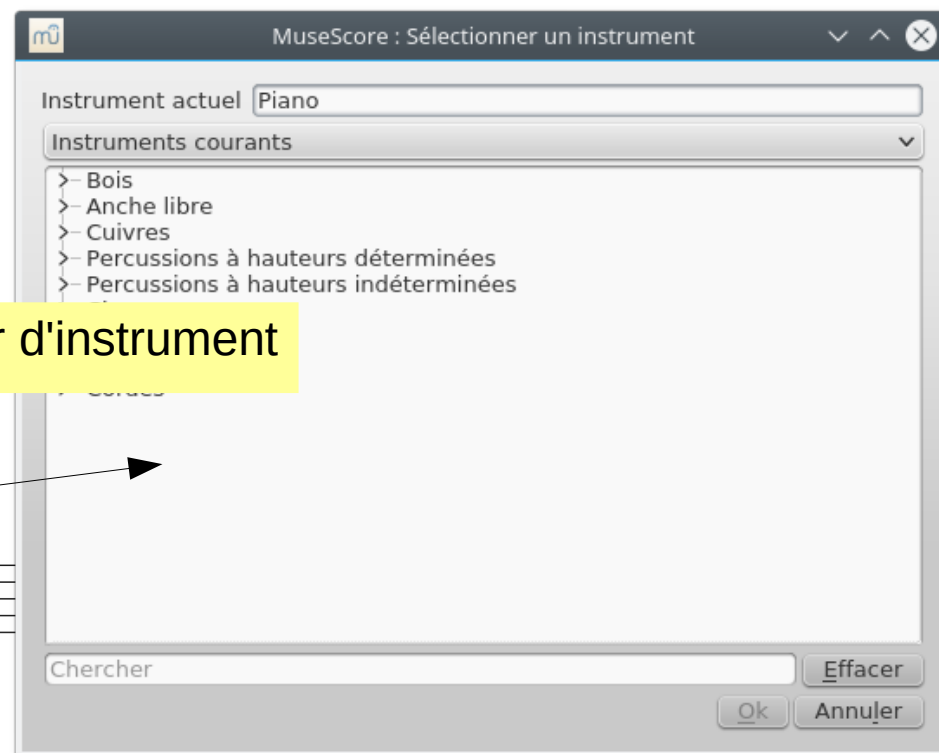 MuseScore : Sélectionner un instrument
Instrument actuel Piano
Instruments courants
Bois
Anche libre
Cuivres
Percussions à hauteurs déterminées
Percussions à hauteurs indéterminées
r d'instrument
Cordes
Chercher
Effacer
Ok
Annuler